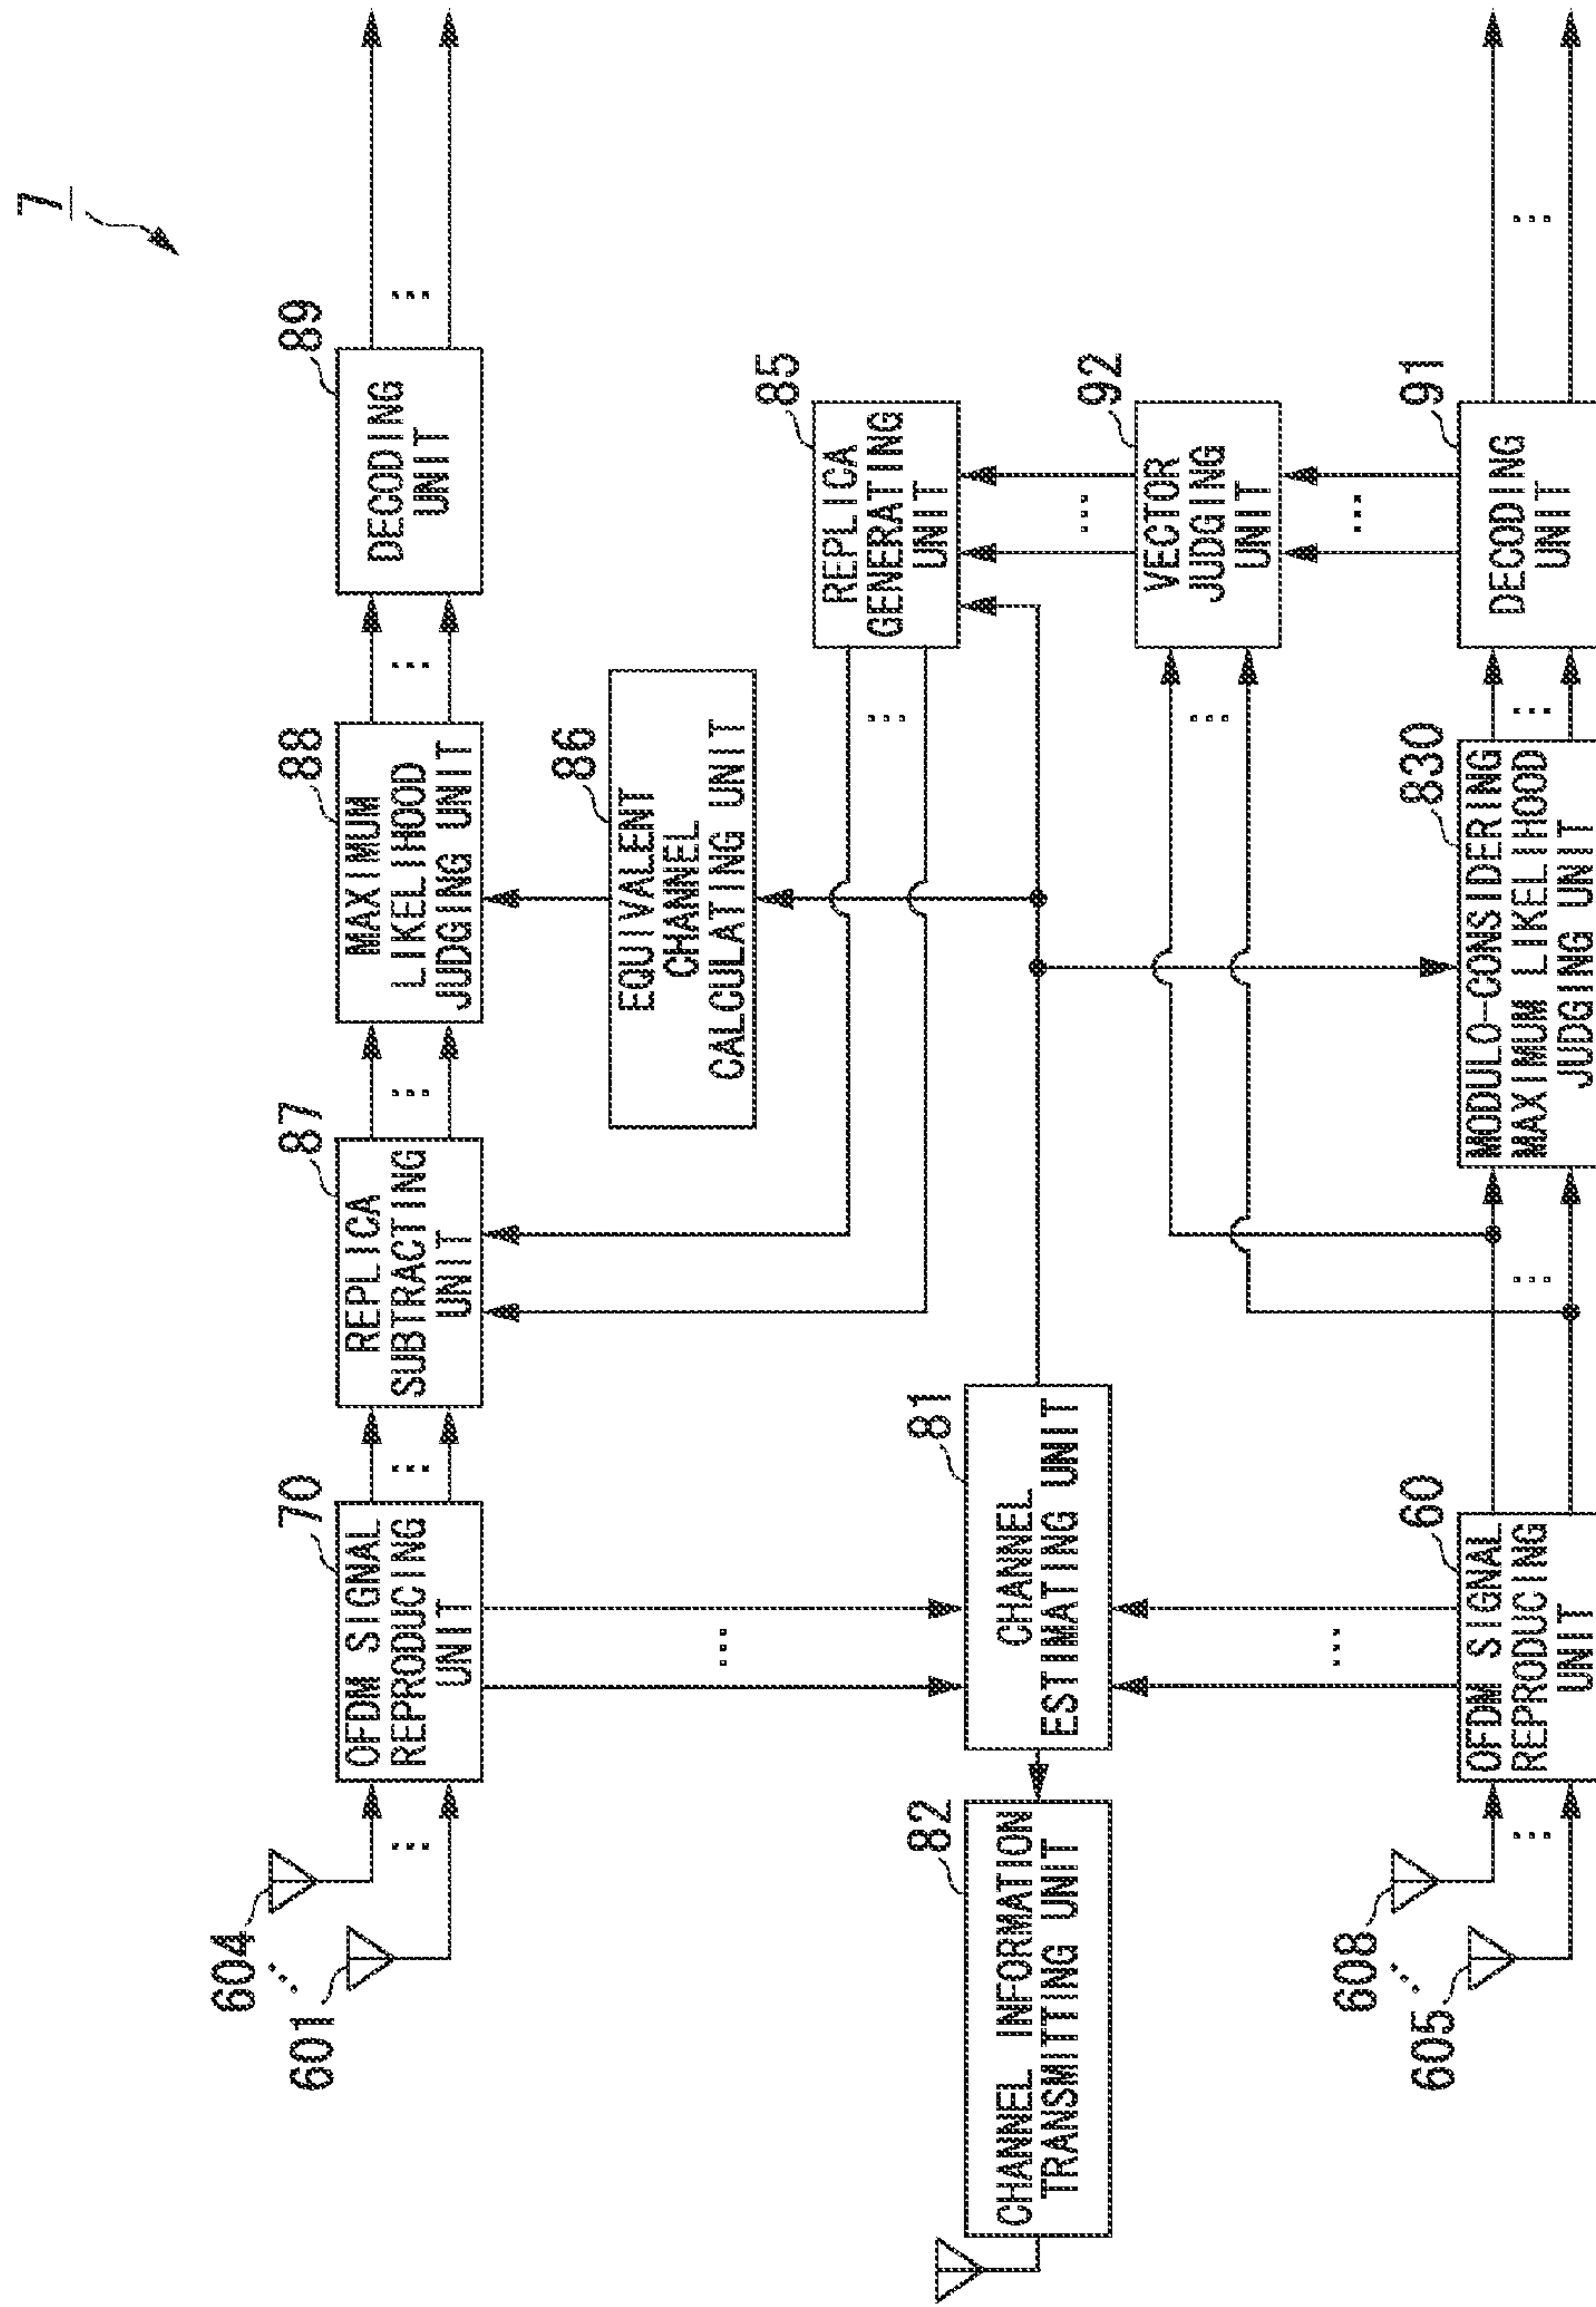 7
604
601
70
OFDM SIGNAL
REPRODUCING
UNIT
87
REPLICA
SUBTRACTING
UNIT
88
MAXIMUM
LIKELIHOOD
JUDGING UNIT
89
DECODING
UNIT
86
EQUIVALENT
CHANNEL
CALCULATING UNIT
85
REPLICA
GENERATING
UNIT
82
CHANNEL INFORMATION
TRANSMITTING UNIT
81
CHANNEL
ESTIMATING UNIT
92
VECTOR
JUDGING
UNIT
608
605
60
OFDM SIGNAL
REPRODUCING
UNIT
830
MODULO-CONSIDERING
MAXIMUM LIKELIHOOD
JUDGING UNIT
91
DECODING
UNIT